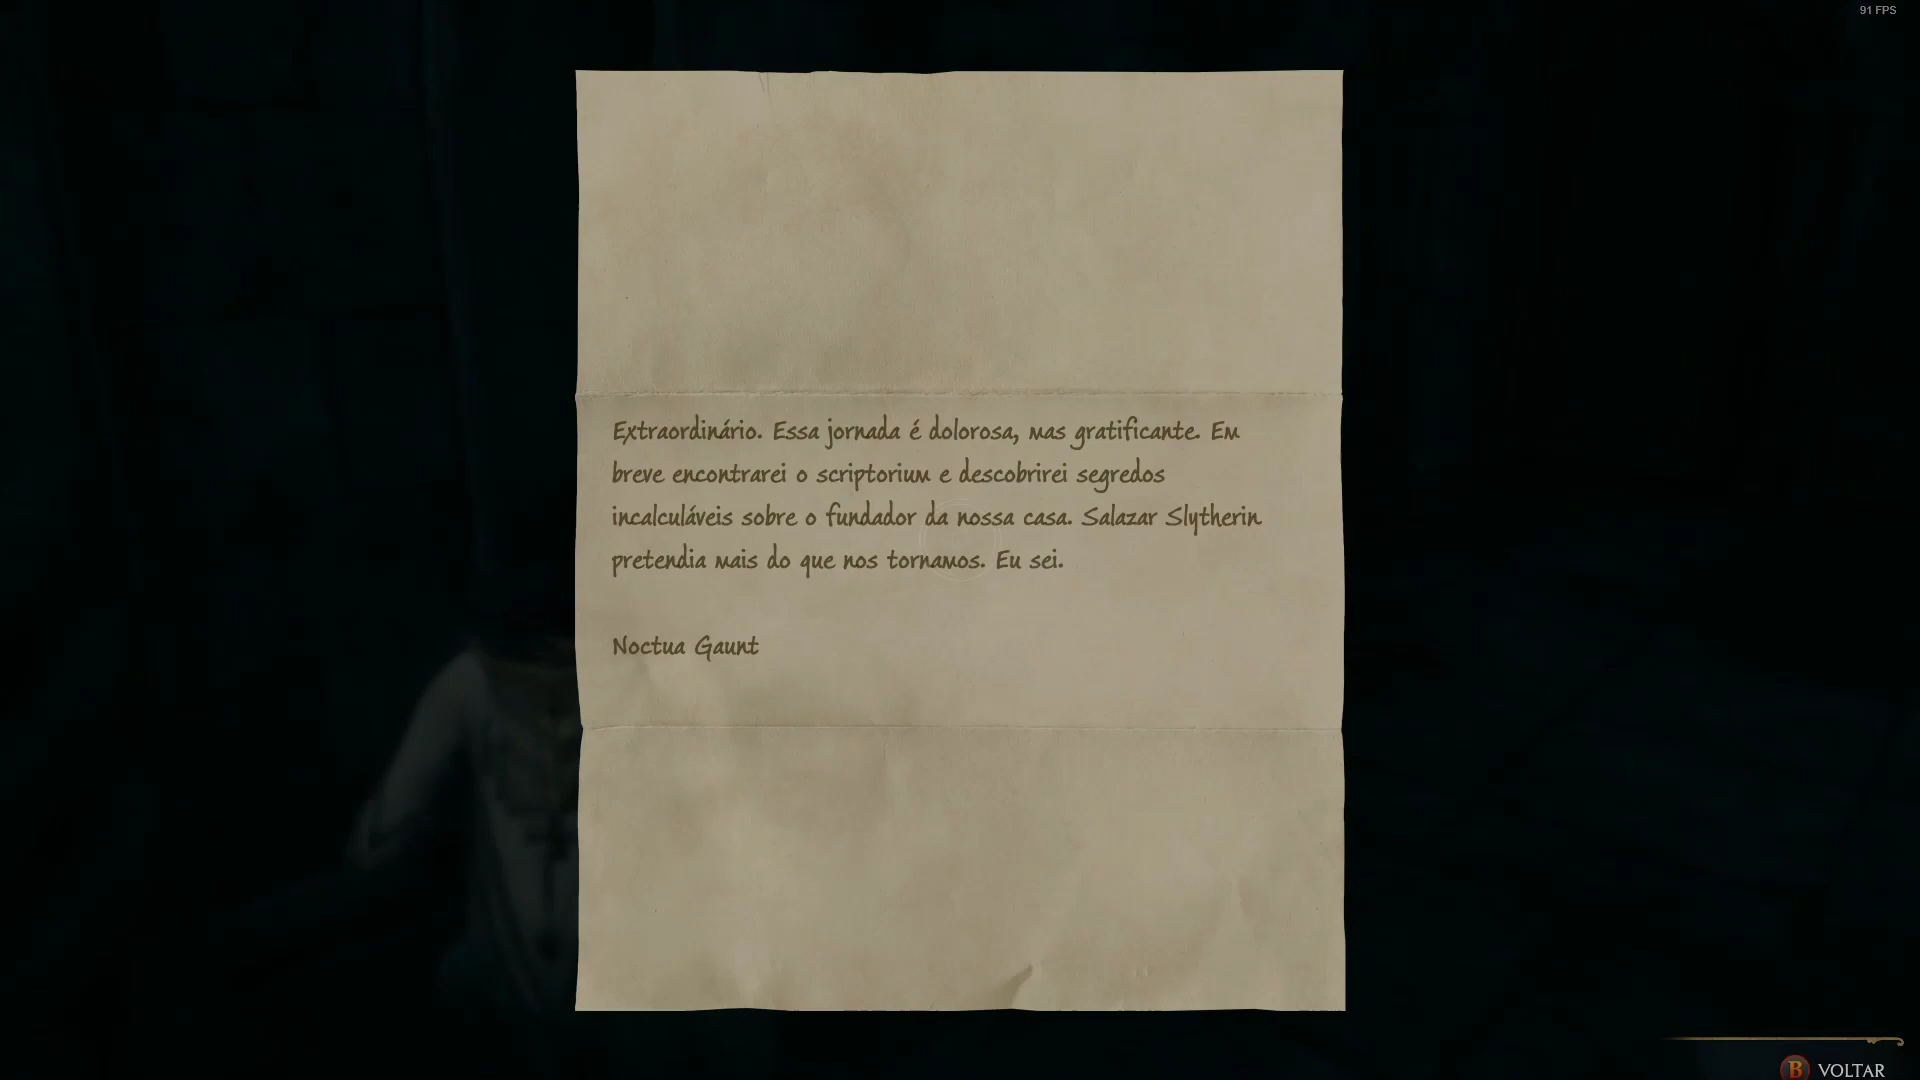 91 FPS
Extraordinário. Essa jornada é dolorosa, mas gratificante. Em
breve encontrarei o scriptorium e descobrirei segredos
incalculáveis sobre o fundador da nossa casa. Salazar Slytherin
pretendia mais do que nos tornamos. Eu sei.
Noctua Gaunt
B VOLTAR